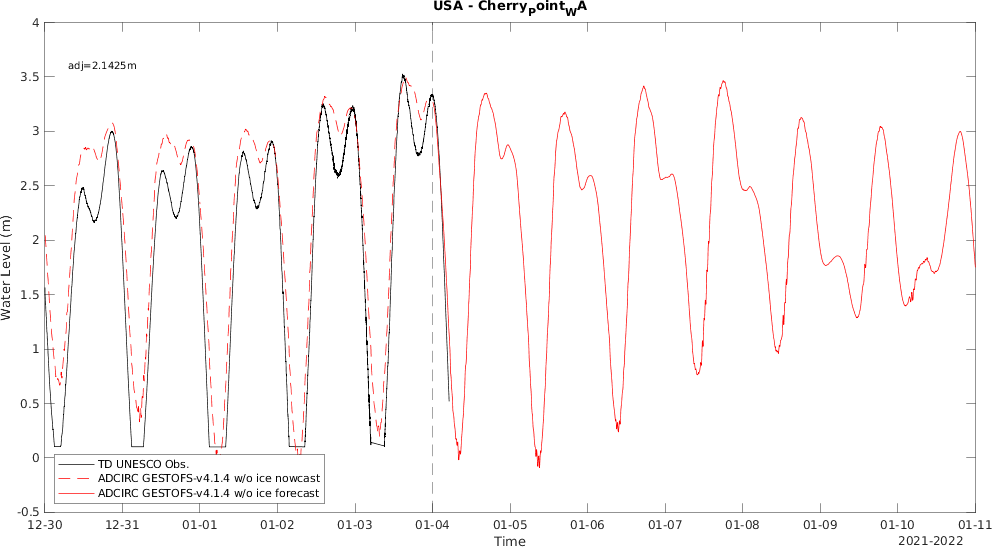 USA - CherryPointWA
adj=2.1425m
4
3.5
3
2.5
2
1.5
1
0.5
0
-0.5
Water Level (m)
TD UNESCO Obs.
ADCIRC GESTOFS-v4.1.4 w/o ice nowcast
ADCIRC GESTOFS-v4.1.4 w/o ice forecast
12-30 12-31 01-01 01-02 01-03 01-04 01-05 01-06 01-07 01-08 01-09 01-10 01-11
Time
2021-2022